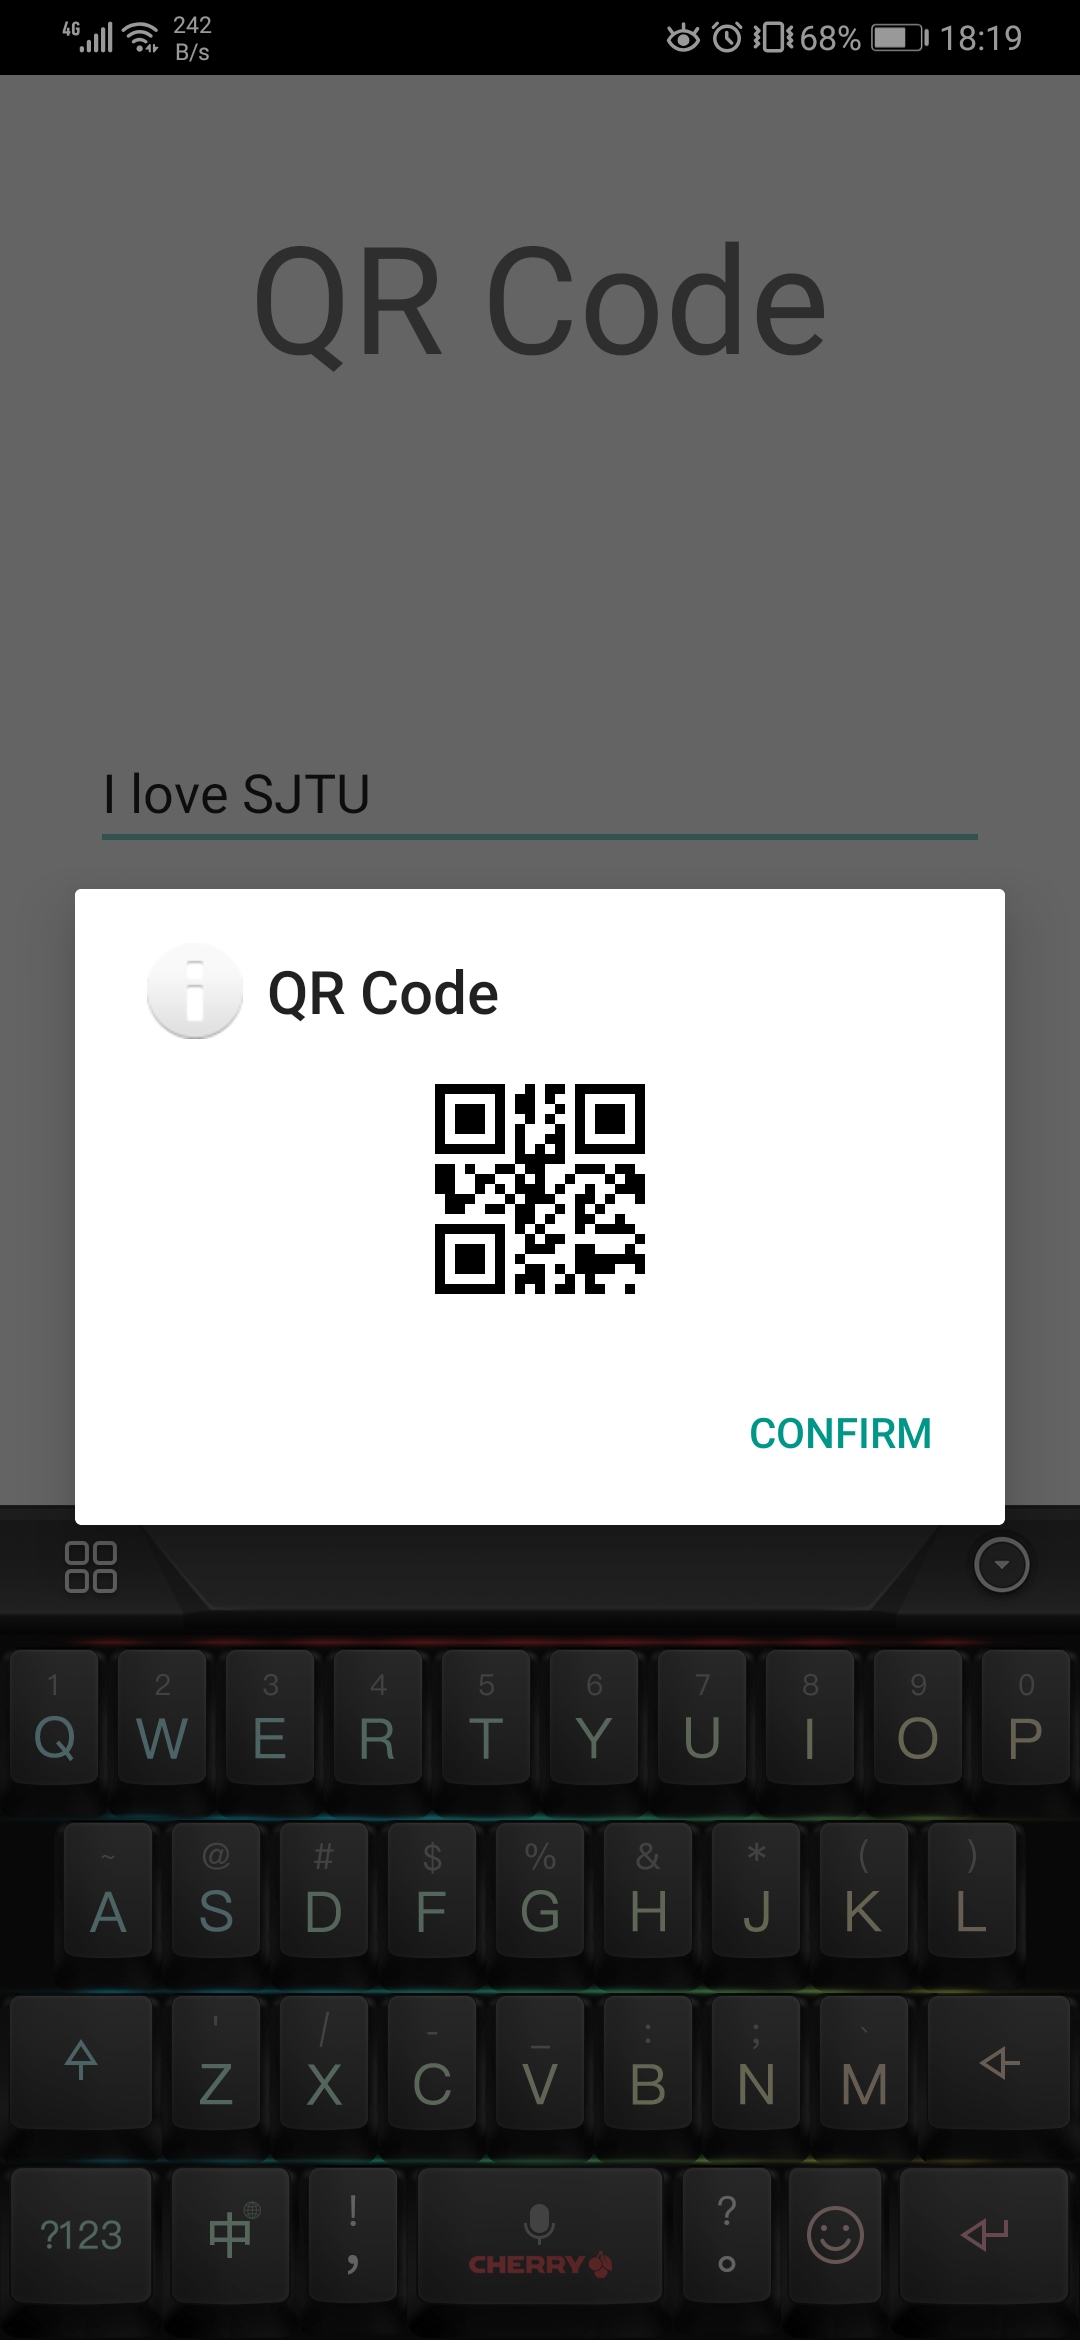 4G 242 B/s 68% 18:19
QR Code
I love SJTU
QR Code
CONFIRM
1 2 3 4 5 6 7 8 9 0
Q W E R T Y U I O P
~ @ # $ % & * ( )
A S D F G H J K L
' / - _ : ; `
Z X C V B N M
! ?
?123 中 , 。
CHERRY